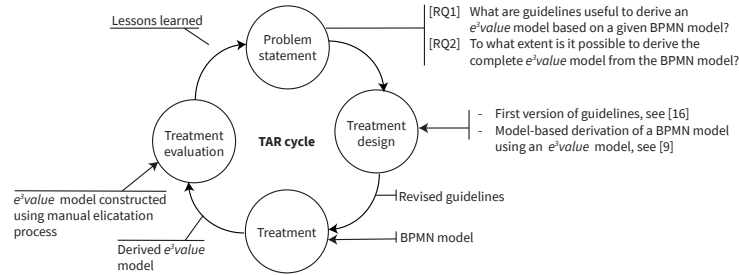 Lessons learned
Problem
statement
[RQ1] What are guidelines useful to derive an
e³value model based on a given BPMN model?
[RQ2] To what extent is it possible to derive the
complete e³value model from the BPMN model?
Treatment
evaluation
TAR cycle
Treatment
design
- First version of guidelines, see [16]
- Model-based derivation of a BPMN model
using an e³value model, see [9]
e³value model constructed
using manual elicatation
process
Revised guidelines
Treatment
BPMN model
Derived e³value
model